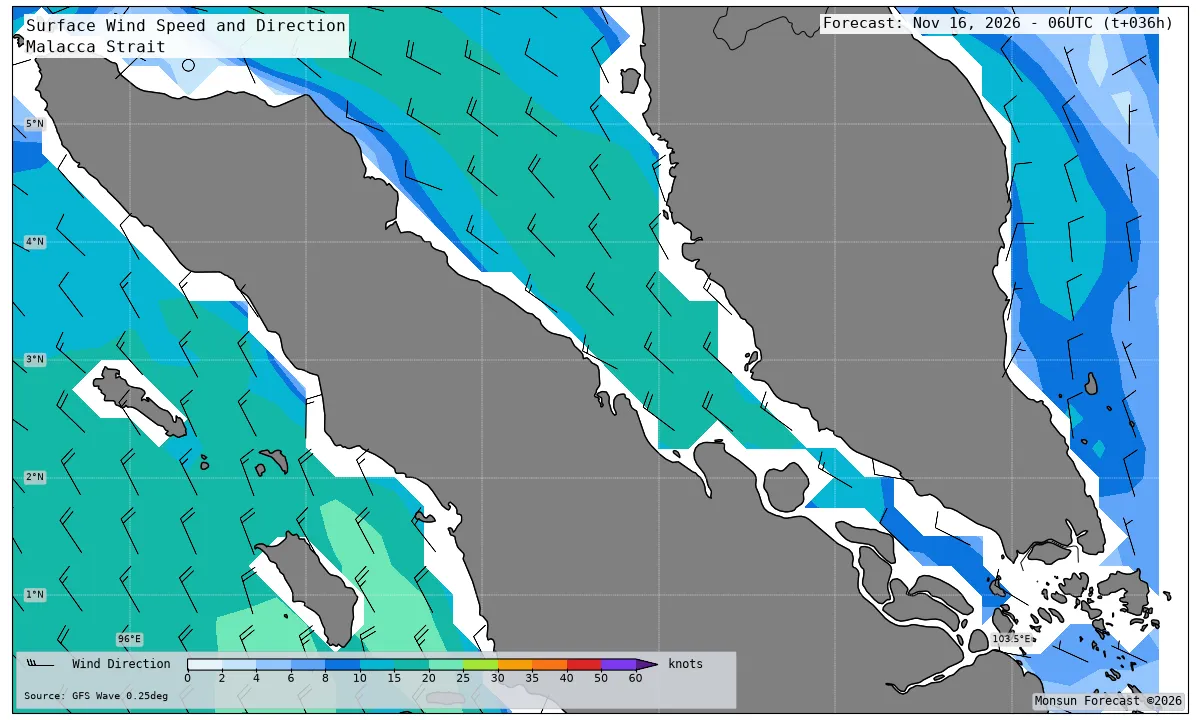 Surface Wind Speed and Direction
Malacca Strait
Forecast: Nov 16, 2026 - 06UTC (t+036h)
5°N
4°N
3°N
2°N
1°N
96°E
103.5°E
Wind Direction
knots
0 2 4 6 8 10 12 15 20 25 30 35 40 50 60
Source: GFS Wave 0.25deg
Monsun Forecast ©2026